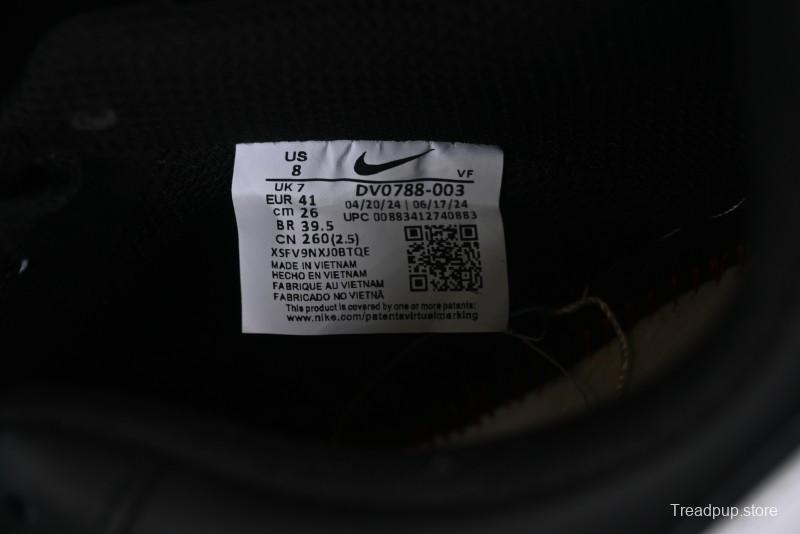 US
8
VF
UK 7
DV0788-003
EUR 41
04/20/24 | 06/17/24
cm 26
UPC 00883412740883
BR 39.5
CN 260(2.5)
XSFV9NXJ0BTQE
MADE IN VIETNAM
HECHO EN VIETNAM
FABRIQUE AU VIETNAM
FABRICADO NO VIETNÃ
This product is covered by one or more patents:
www.nike.com/patentsvirtualmarking
Treadpup.store